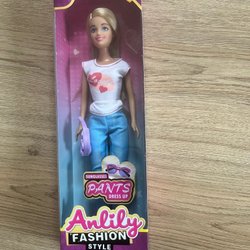 SUNGLASSES
PANTS
DRESS UP
Anlily
FASHION
STYLE